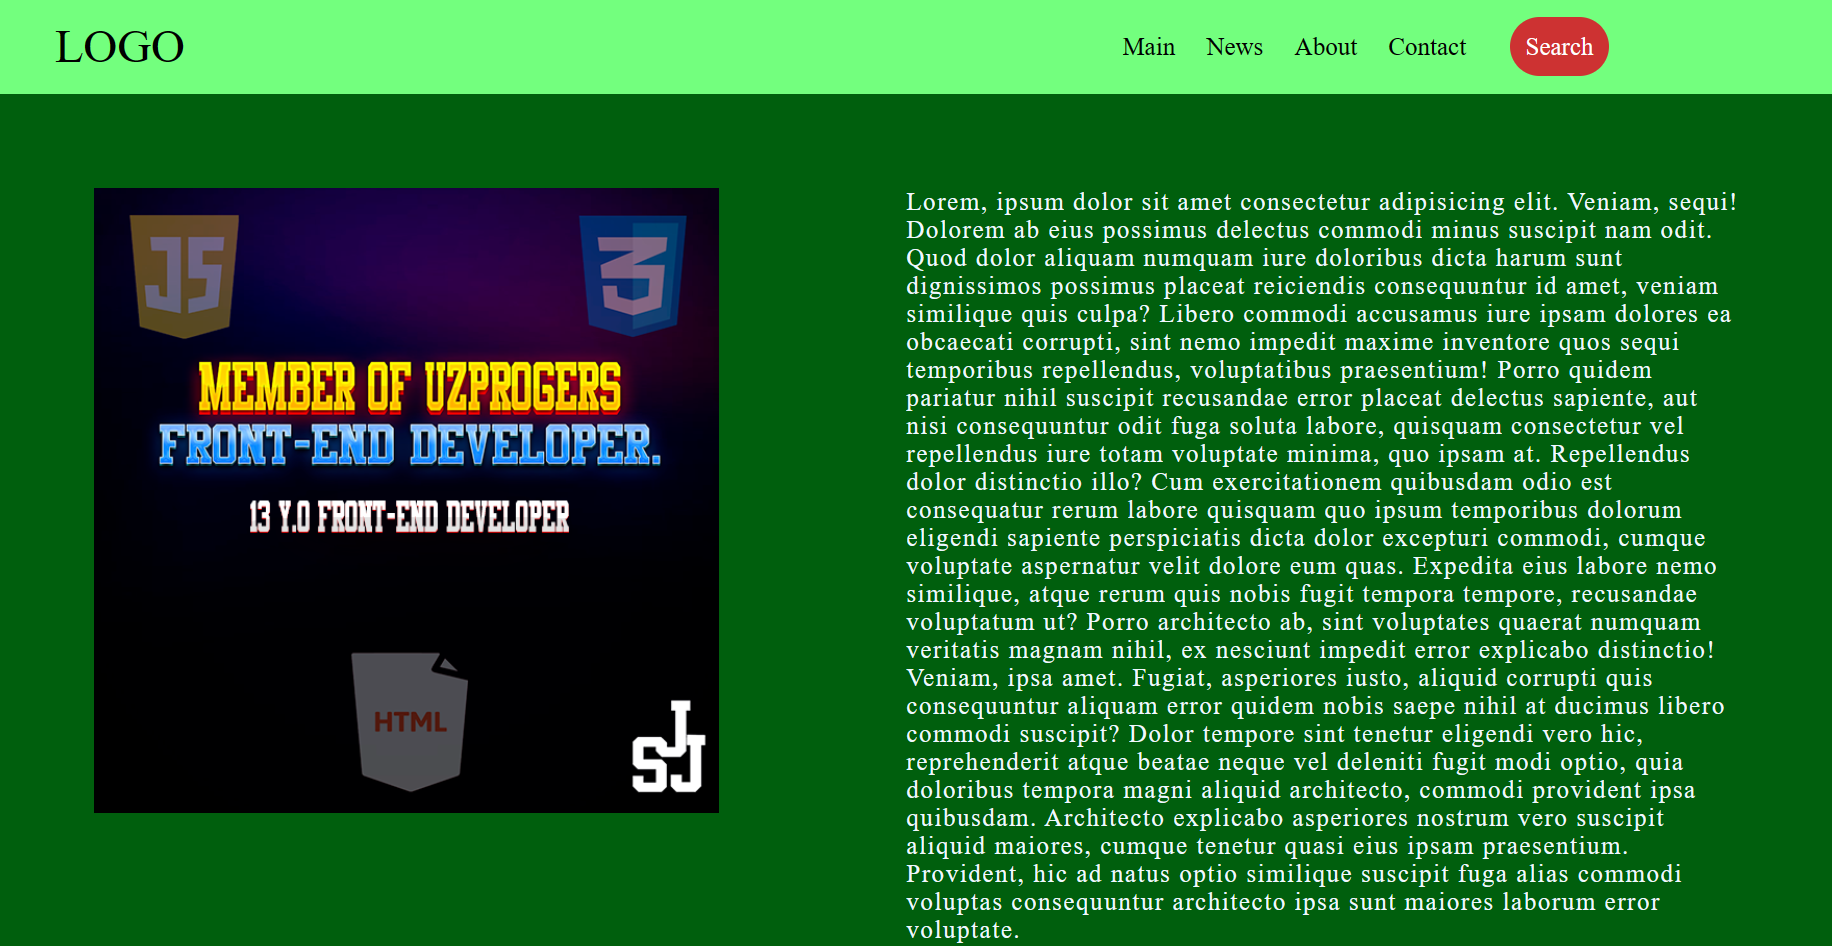 LOGO
Main
News
About
Contact
Search
JS
3
MEMBER OF UZPROGERS
FRONT-END DEVELOPER.
13 Y.O FRONT-END DEVELOPER
HTML
SJJ
Lorem, ipsum dolor sit amet consectetur adipisicing elit. Veniam, sequi!
Dolorem ab eius possimus delectus commodi minus suscipit nam odit.
Quod dolor aliquam numquam iure doloribus dicta harum sunt
dignissimos possimus placeat reiciendis consequuntur id amet, veniam
similique quis culpa? Libero commodi accusamus iure ipsam dolores ea
obcaecati corrupti, sint nemo impedit maxime inventore quos sequi
temporibus repellendus, voluptatibus praesentium! Porro quidem
pariatur nihil suscipit recusandae error placeat delectus sapiente, aut
nisi consequuntur odit fuga soluta labore, quisquam consectetur vel
repellendus iure totam voluptate minima, quo ipsam at. Repellendus
dolor distinctio illo? Cum exercitationem quibusdam odio est
consequatur rerum labore quisquam quo ipsum temporibus dolorum
eligendi sapiente perspiciatis dicta dolor excepturi commodi, cumque
voluptate aspernatur velit dolore eum quas. Expedita eius labore nemo
similique, atque rerum quis nobis fugit tempora tempore, recusandae
voluptatum ut? Porro architecto ab, sint voluptates quaerat numquam
veritatis magnam nihil, ex nesciunt impedit error explicabo distinctio!
Veniam, ipsa amet. Fugiat, asperiores iusto, aliquid corrupti quis
consequuntur aliquam error quidem nobis saepe nihil at ducimus libero
commodi suscipit? Dolor tempore sint tenetur eligendi vero hic,
reprehenderit atque beatae neque vel deleniti fugit modi optio, quia
doloribus tempora magni aliquid architecto, commodi provident ipsa
quibusdam. Architecto explicabo asperiores nostrum vero suscipit
aliquid maiores, cumque tenetur quasi eius ipsam praesentium.
Provident, hic ad natus optio similique suscipit fuga alias commodi
voluptas consequuntur architecto ipsa sunt maiores laborum error
voluptate.